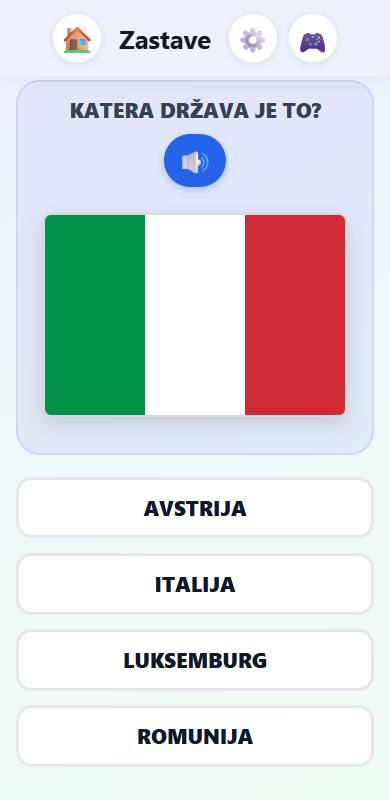 Zastave
KATERA DRŽAVA JE TO?
AVSTRIJA
ITALIJA
LUKSEMBURG
ROMUNIJA